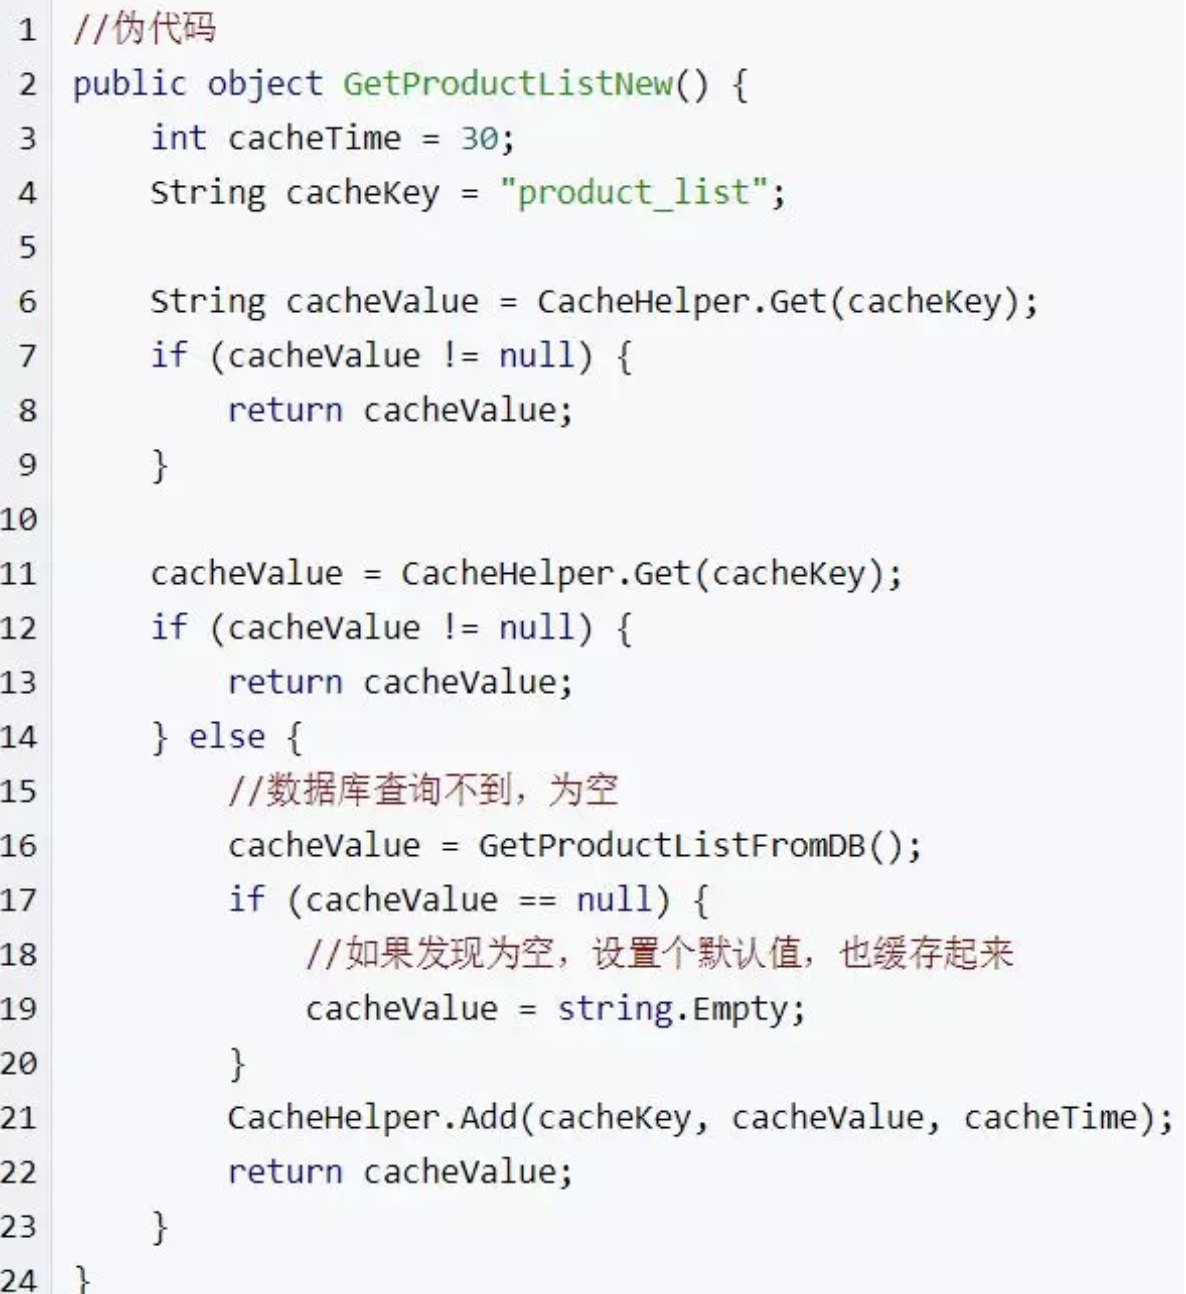 1 //伪代码
2 public object GetProductListNew() {
3     int cacheTime = 30;
4     String cacheKey = "product_list";
5
6     String cacheValue = CacheHelper.Get(cacheKey);
7     if (cacheValue != null) {
8         return cacheValue;
9     }
10
11     cacheValue = CacheHelper.Get(cacheKey);
12     if (cacheValue != null) {
13         return cacheValue;
14     } else {
15         //数据库查询不到，为空
16         cacheValue = GetProductListFromDB();
17         if (cacheValue == null) {
18             //如果发现为空，设置个默认值，也缓存起来
19             cacheValue = string.Empty;
20         }
21         CacheHelper.Add(cacheKey, cacheValue, cacheTime);
22         return cacheValue;
23     }
24 }